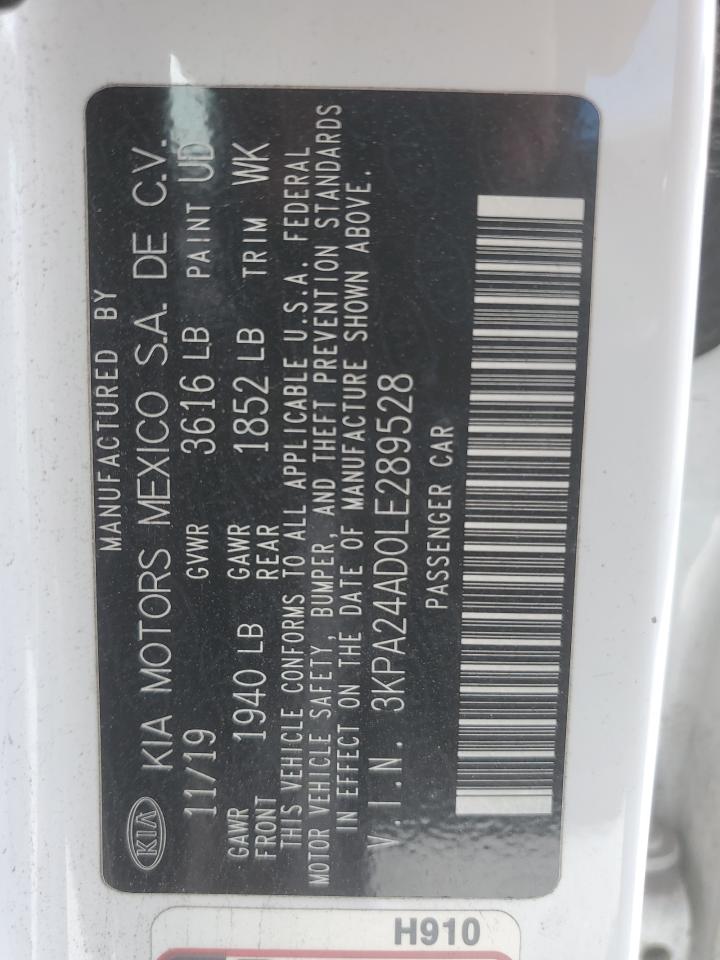 MANUFACTURED BY
KIA KIA MOTORS MEXICO S.A. DE C.V.
11/19 GVWR 3616 LB PAINT UD
GAWR FRONT 1940 LB GAWR REAR 1852 LB TRIM WK
THIS VEHICLE CONFORMS TO ALL APPLICABLE U.S.A. FEDERAL
MOTOR VEHICLE SAFETY, BUMPER, AND THEFT PREVENTION STANDARDS
IN EFFECT ON THE DATE OF MANUFACTURE SHOWN ABOVE.
V.I.N. 3KPA24AD0LE289528
PASSENGER CAR
H910